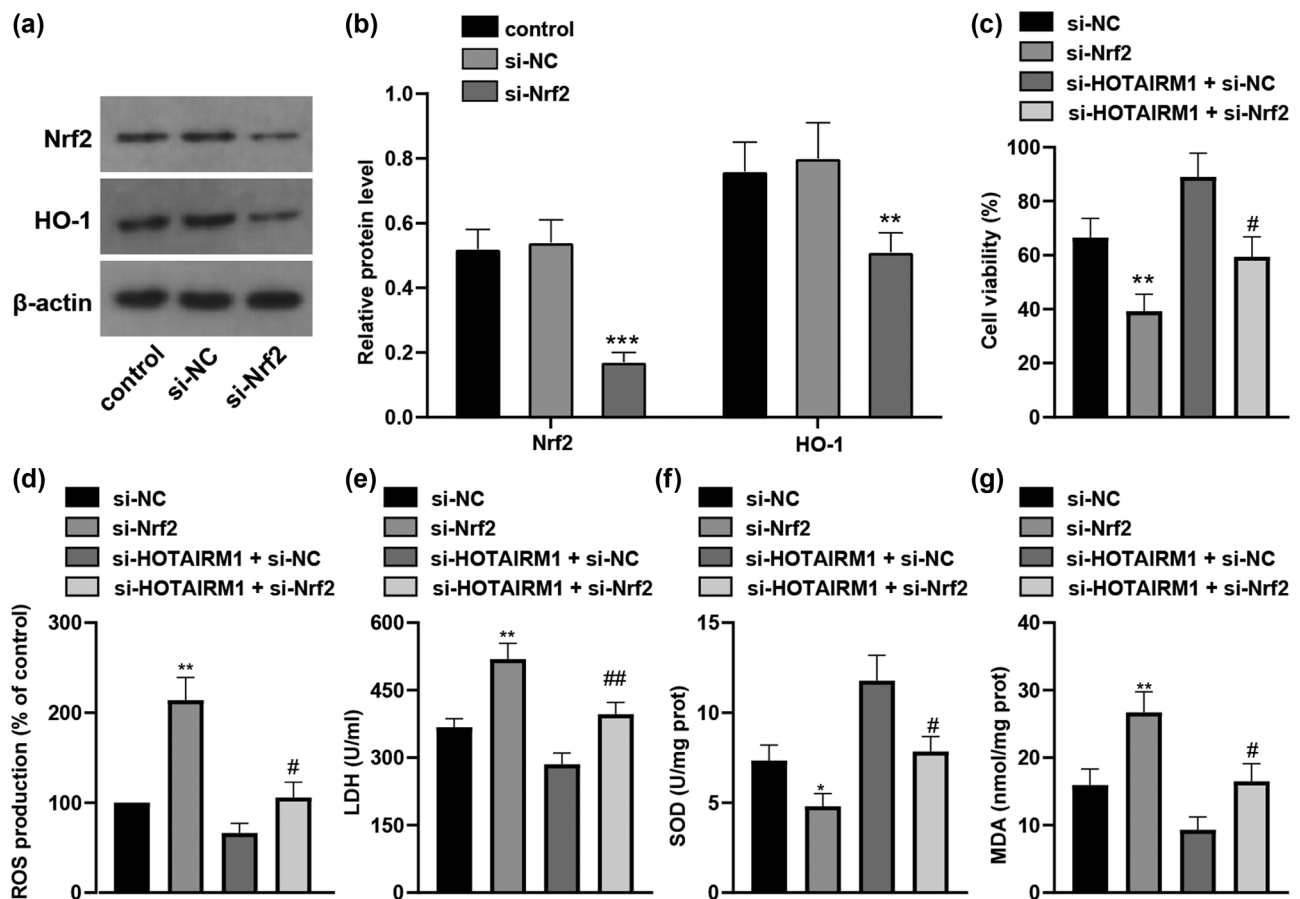 (a)
Nrf2
HO-1
β-actin
control
si-NC
si-Nrf2
(b)
control
si-NC
si-Nrf2
Relative protein level
1.0
0.8
0.6
0.4
0.2
0.0
***
**
Nrf2
HO-1
(c)
si-NC
si-Nrf2
si-HOTAIRM1 + si-NC
si-HOTAIRM1 + si-Nrf2
Cell viability (%)
100
80
60
40
20
0
**
#
(d)
si-NC
si-Nrf2
si-HOTAIRM1 + si-NC
si-HOTAIRM1 + si-Nrf2
ROS production (% of control)
300
200
100
0
**
#
(e)
si-NC
si-Nrf2
si-HOTAIRM1 + si-NC
si-HOTAIRM1 + si-Nrf2
LDH (U/ml)
600
450
300
150
0
**
##
(f)
si-NC
si-Nrf2
si-HOTAIRM1 + si-NC
si-HOTAIRM1 + si-Nrf2
SOD (U/mg prot)
15
10
5
0
*
#
(g)
si-NC
si-Nrf2
si-HOTAIRM1 + si-NC
si-HOTAIRM1 + si-Nrf2
MDA (nmol/mg prot)
40
30
20
10
0
**
#